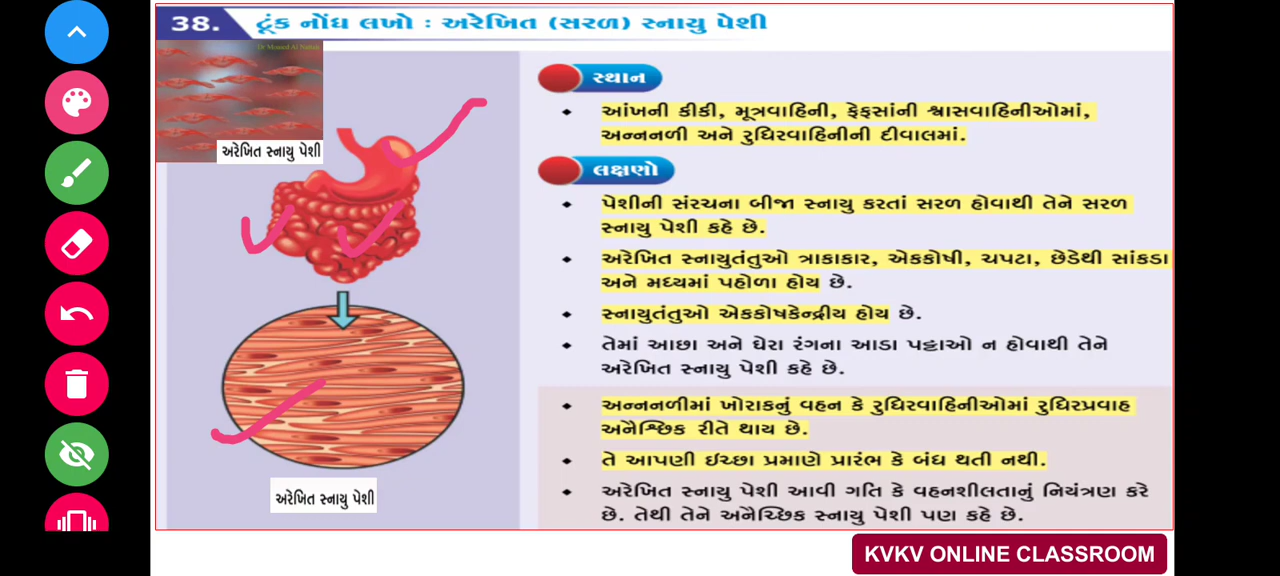 38. ટૂંક નોંધ લખો : અરેખિત (સરળ) સ્નાયુ પેશી
અરેખિત સ્નાયુ પેશી
સ્થાન
આંખની કીકી, મૂત્રવાહિની, ફેફસાંની શ્વાસવાહિનીઓમાં,
અન્નનળી અને રુધિરવાહિનીની દીવાલમાં.
લક્ષણો
પેશીની સંરચના બીજા સ્નાયુ કરતાં સરળ હોવાથી તેને સરળ
સ્નાયુ પેશી કહે છે.
અરેખિત સ્નાયુતંતુઓ ત્રાકાકાર, એકકોષી, ચપટા, છેડેથી સાંકડા
અને મધ્યમાં પહોળા હોય છે.
સ્નાયુતંતુઓ એકકોષકેન્દ્રીય હોય છે.
તેમાં આછા અને ઘેરા રંગના આડા પટ્ટાઓ ન હોવાથી તેને
અરેખિત સ્નાયુ પેશી કહે છે.
અન્નનળીમાં ખોરાકનું વહન કે રુધિરવાહિનીઓમાં રુધિરપ્રવાહ
અનૈચ્છિક રીતે થાય છે.
તે આપણી ઈચ્છા પ્રમાણે પ્રારંભ કે બંધ થતી નથી.
અરેખિત સ્નાયુ પેશી આવી ગતિ કે વહનશીલતાનું નિયંત્રણ કરે
છે. તેથી તેને અનૈચ્છિક સ્નાયુ પેશી પણ કહે છે.
અરેખિત સ્નાયુ પેશી
KVKV ONLINE CLASSROOM